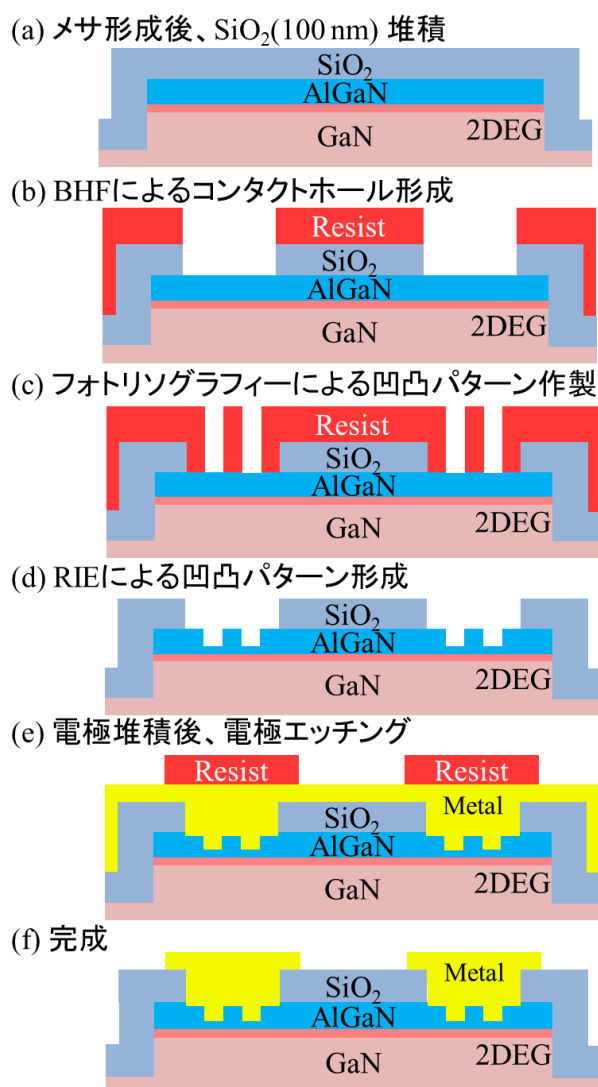 (a) メサ形成後、SiO₂(100 nm) 堆積
SiO₂
AlGaN
2DEG
GaN
(b) BHFによるコンタクトホール形成
Resist
SiO₂
AlGaN
2DEG
GaN
(c) フォトリソグラフィーによる凹凸パターン作製
Resist
SiO₂
AlGaN
2DEG
GaN
(d) RIEによる凹凸パターン形成
SiO₂
AlGaN
2DEG
GaN
(e) 電極堆積後、電極エッチング
Resist Resist
Metal
SiO₂
AlGaN
2DEG
GaN
(f) 完成
Metal
SiO₂
AlGaN
2DEG
GaN